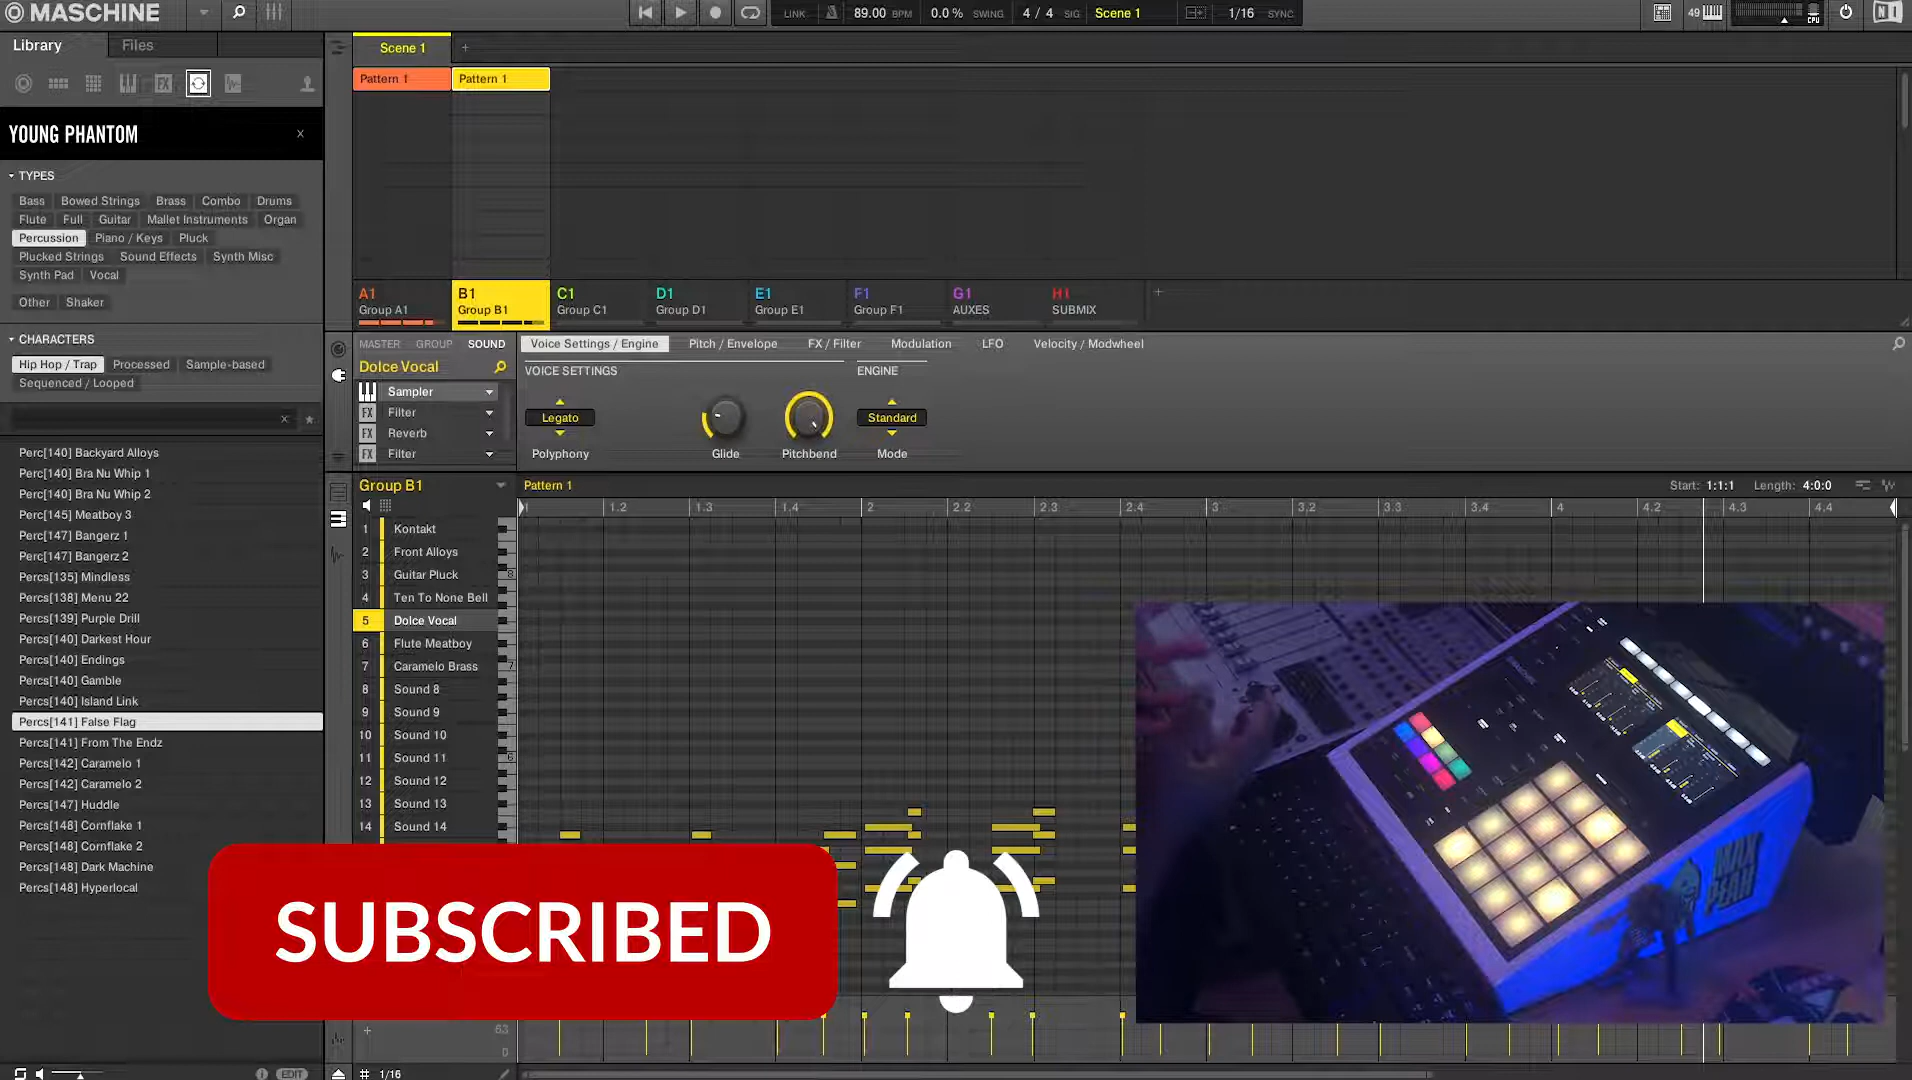 MASCHINE
LINK 89.00 BPM 0.0 % SWING 4 / 4 SIG Scene 1 1/16 SYNC
49 CPU
Library Files
Scene 1 +
Pattern 1 Pattern 1
YOUNG PHANTOM x
TYPES
Bass Bowed Strings Brass Combo Drums
Flute Full Guitar Mallet Instruments Organ
Percussion Piano / Keys Pluck
Plucked Strings Sound Effects Synth Misc
Synth Pad Vocal
Other Shaker
CHARACTERS
Hip Hop / Trap Processed Sample-based
Sequenced / Looped
Perc[140] Backyard Alloys
Perc[140] Bra Nu Whip 1
Perc[140] Bra Nu Whip 2
Perc[145] Meatboy 3
Perc[147] Bangerz 1
Perc[147] Bangerz 2
Percs[135] Mindless
Percs[138] Menu 22
Percs[139] Purple Drill
Percs[140] Darkest Hour
Percs[140] Endings
Percs[140] Gamble
Percs[140] Island Link
Percs[141] False Flag
Percs[141] From The Endz
Percs[142] Caramelo 1
Percs[142] Caramelo 2
Percs[147] Huddle
Percs[148] Cornflake 1
Percs[148] Cornflake 2
Percs[148] Dark Machine
Percs[148] Hyperlocal
EDIT
A1 B1 C1 D1 E1 F1 G1 H1
Group A1 Group B1 Group C1 Group D1 Group E1 Group F1 AUXES SUBMIX
MASTER GROUP SOUND
Voice Settings / Engine Pitch / Envelope FX / Filter Modulation LFO Velocity / Modwheel
Dolce Vocal
VOICE SETTINGS ENGINE
Sampler
FX Filter
FX Reverb
FX Filter
Legato Standard
Polyphony Glide Pitchbend Mode
Group B1
Pattern 1 Start: 1:1:1 Length: 4:0:0
1 1.2 1.3 1.4 2 2.2 2.3 2.4 3 3.2 3.3 3.4 4 4.2 4.3 4.4
1 Kontakt
2 Front Alloys
3 Guitar Pluck
4 Ten To None Bell
5 Dolce Vocal
6 Flute Meatboy
7 Caramelo Brass
8 Sound 8
9 Sound 9
10 Sound 10
11 Sound 11
12 Sound 12
13 Sound 13
14 Sound 14
8
7
6
SUBSCRIBED
MAX
PEAH
63
0
1/16